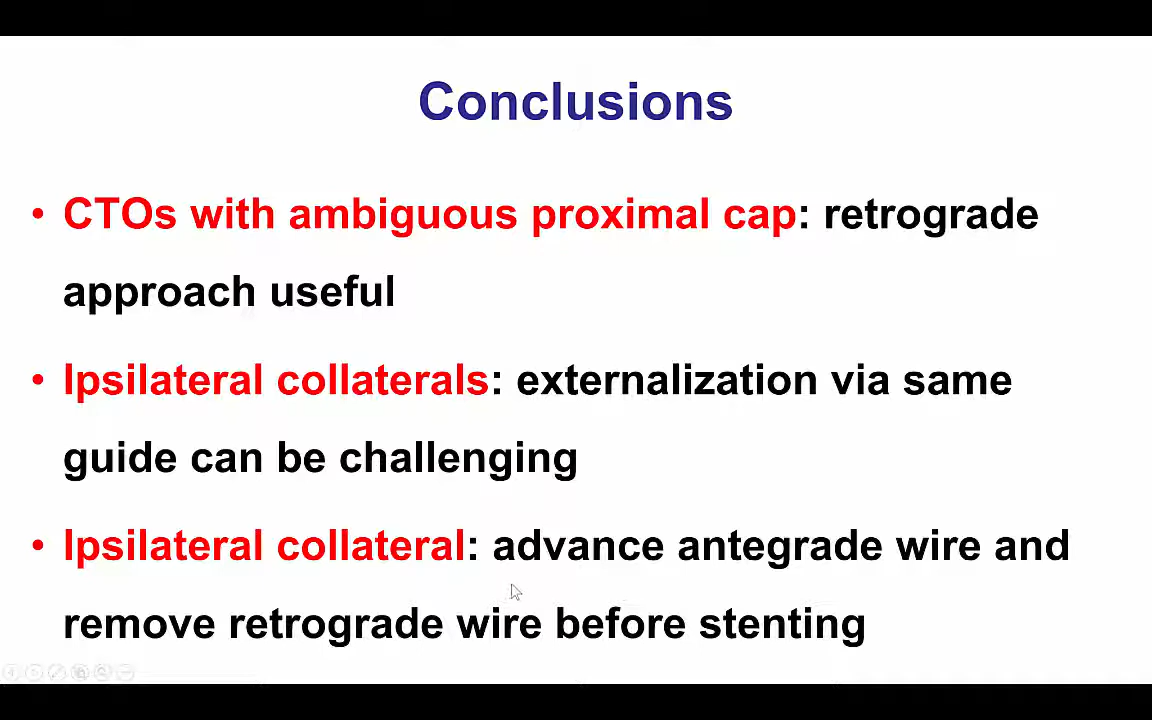 Conclusions
• CTOs with ambiguous proximal cap: retrograde
approach useful
• Ipsilateral collaterals: externalization via same
guide can be challenging
• Ipsilateral collateral: advance antegrade wire and
remove retrograde wire before stenting